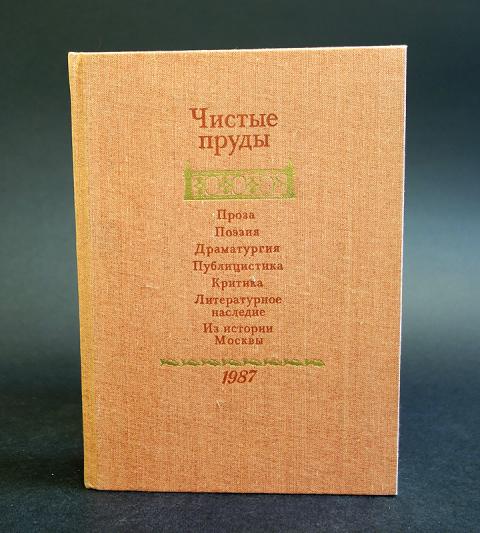 Чистые
пруды
Проза
Поэзия
Драматургия
Публицистика
Критика
Литературное
наследие
Из истории
Москвы
1987